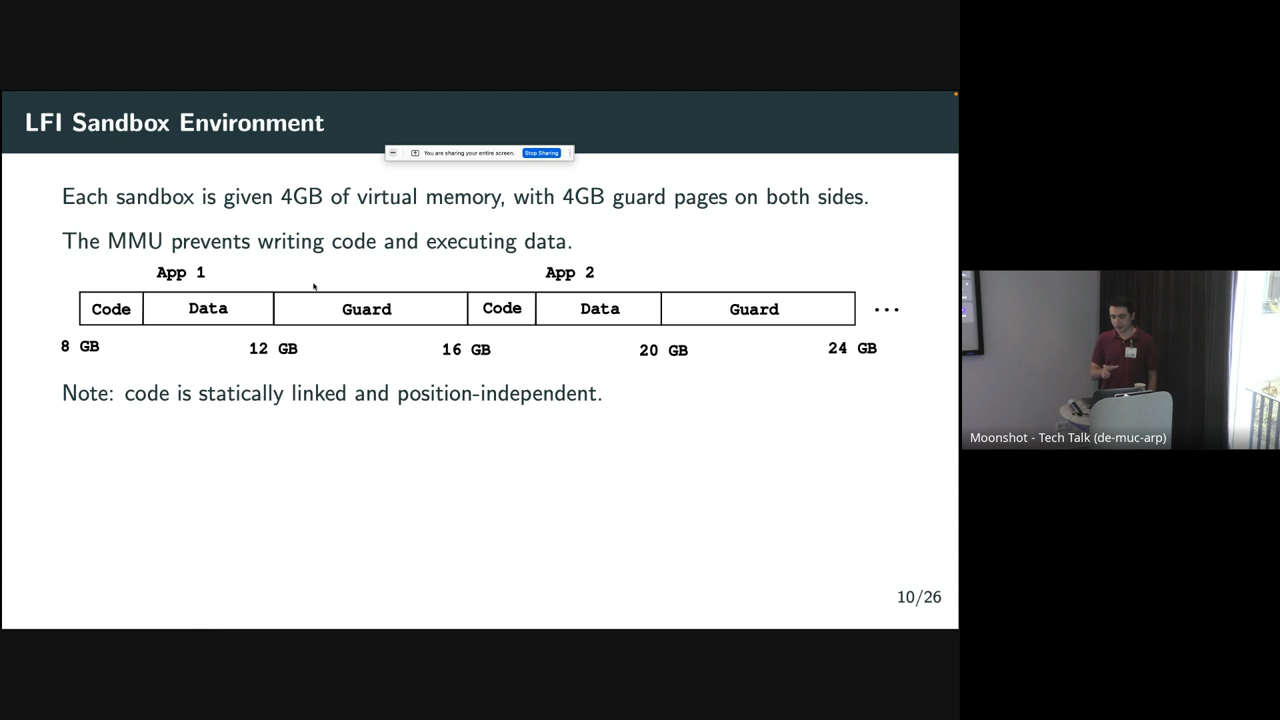 LFI Sandbox Environment
You are sharing your entire screen. Stop Sharing
Each sandbox is given 4GB of virtual memory, with 4GB guard pages on both sides.
The MMU prevents writing code and executing data.
App 1 App 2
Code Data Guard Code Data Guard ...
8 GB 12 GB 16 GB 20 GB 24 GB
Note: code is statically linked and position-independent.
10/26
Moonshot - Tech Talk (de-muc-arp)